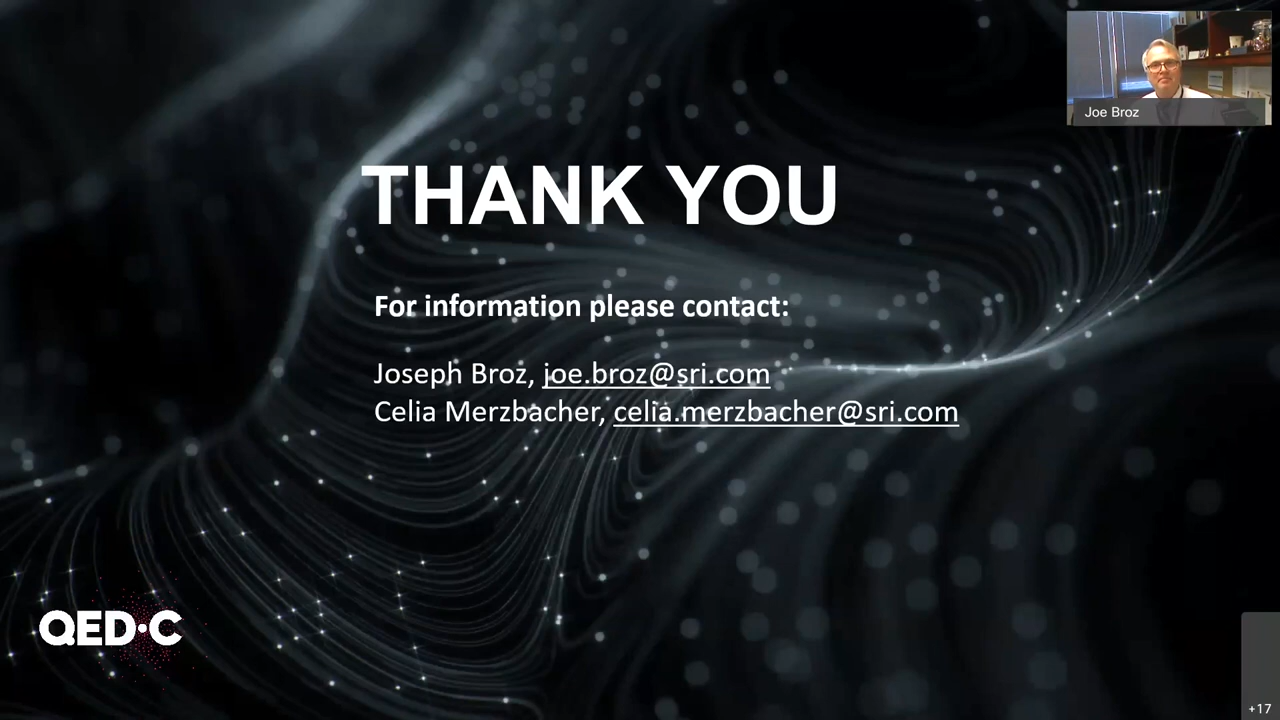 Joe Broz
THANK YOU
For information please contact:
Joseph Broz, joe.broz@sri.com
Celia Merzbacher, celia.merzbacher@sri.com
QED·C
+17